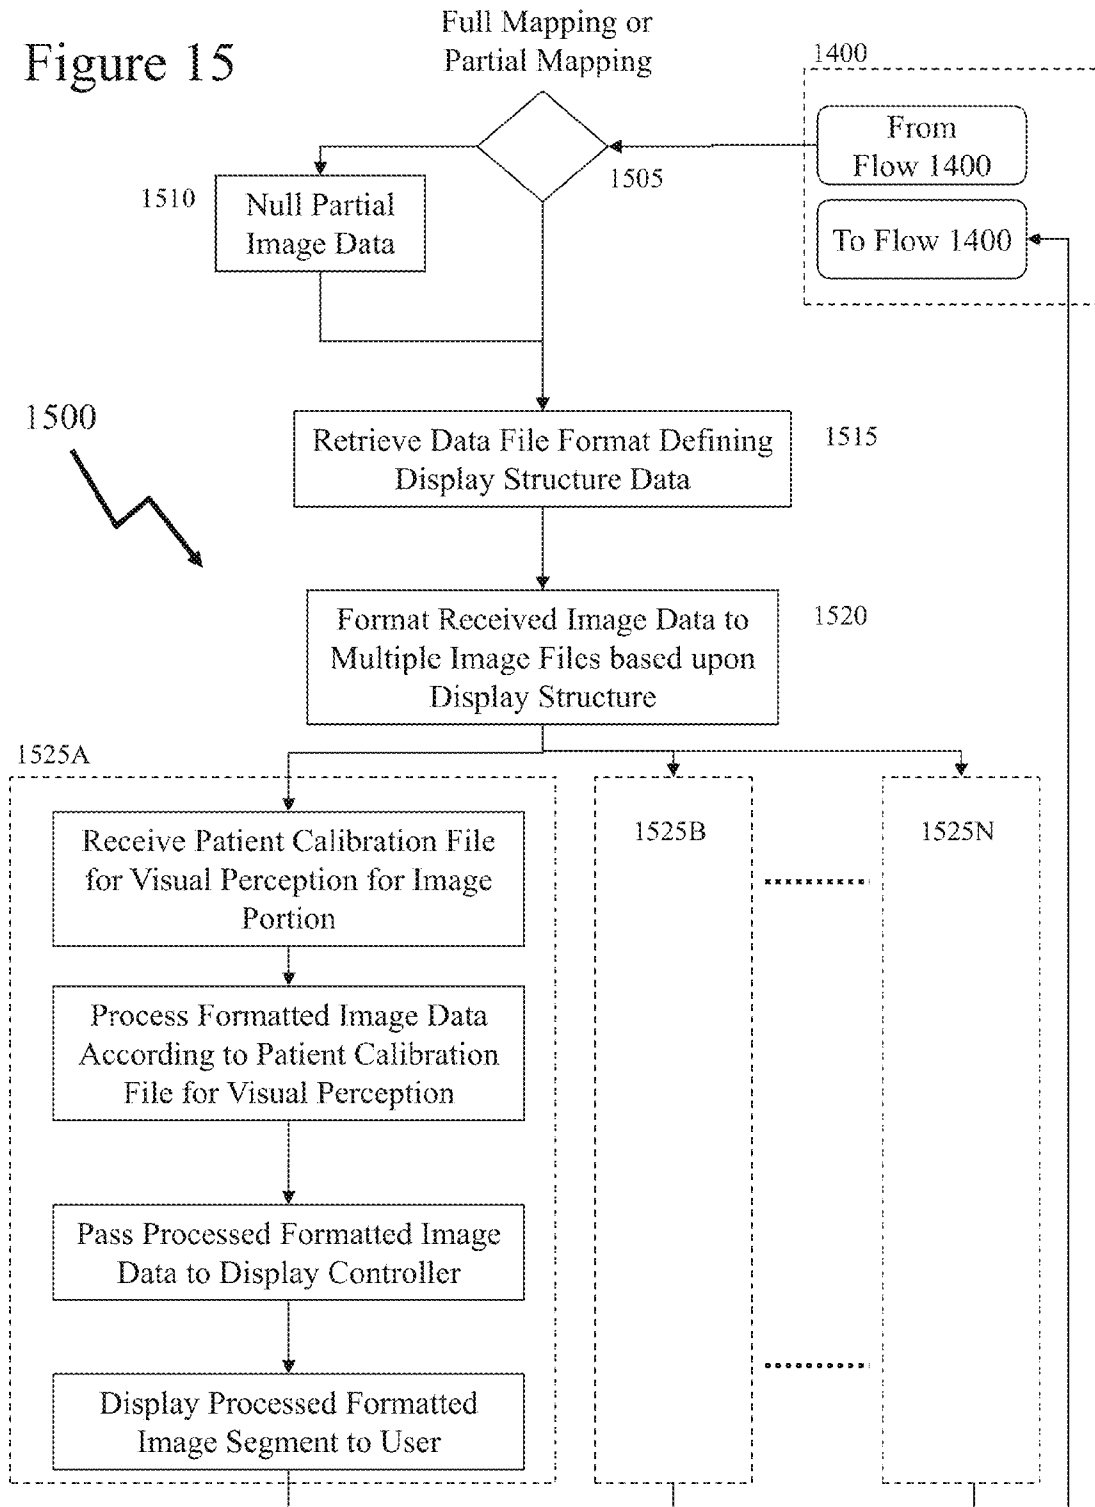 Figure 15
Full Mapping or
Partial Mapping
1400
From
Flow 1400
1505
To Flow 1400
1510
Null Partial
Image Data
1500
Retrieve Data File Format Defining
Display Structure Data
1515
Format Received Image Data to
Multiple Image Files based upon
Display Structure
1520
1525A
Receive Patient Calibration File
for Visual Perception for Image
Portion
Process Formatted Image Data
According to Patient Calibration
File for Visual Perception
Pass Processed Formatted Image
Data to Display Controller
Display Processed Formatted
Image Segment to User
1525B
1525N